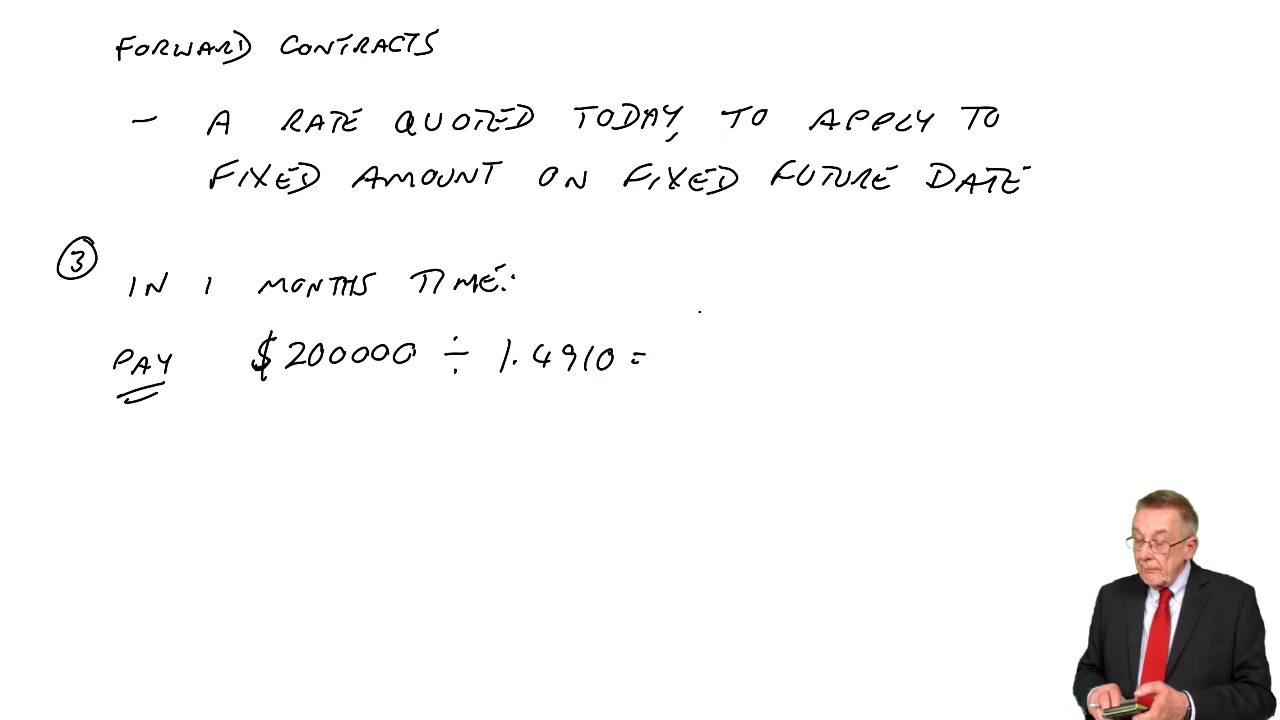 FORWARD CONTRACTS
- A RATE QUOTED TODAY, TO APPLY TO
FIXED AMOUNT ON FIXED FUTURE DATE
③
IN 1 MONTHS TIME:
PAY $200000 ÷ 1.4910 =